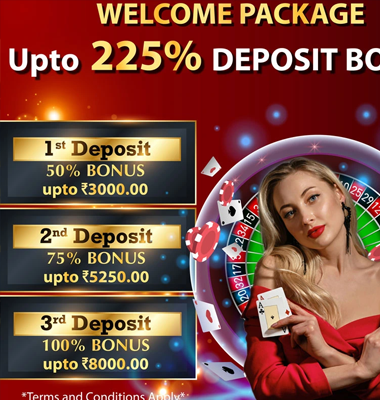 WELCOME PACKAGE
Upto 225% DEPOSIT BO
1st Deposit
50% BONUS
upto ₹3000.00
2nd Deposit
75% BONUS
upto ₹5250.00
3rd Deposit
100% BONUS
upto ₹8000.00
*Terms and Conditions Apply*